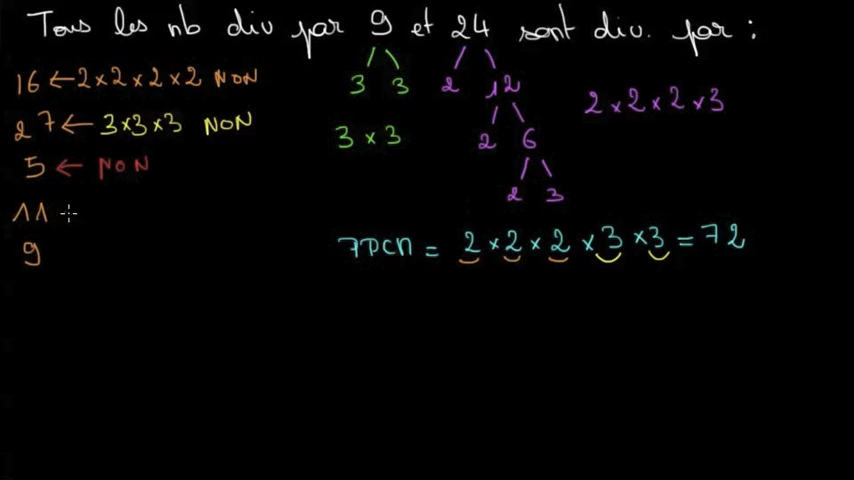 Tous les nb div par 9 et 24 sont div. par :
16 ← 2 × 2 × 2 × 2 NON
27 ← 3 × 3 × 3 NON
5 ← NON
11
9
3 3
3 × 3
2 12
2 6
2 3
2 × 2 × 2 × 3
PPCM = 2 × 2 × 2 × 3 × 3 = 72